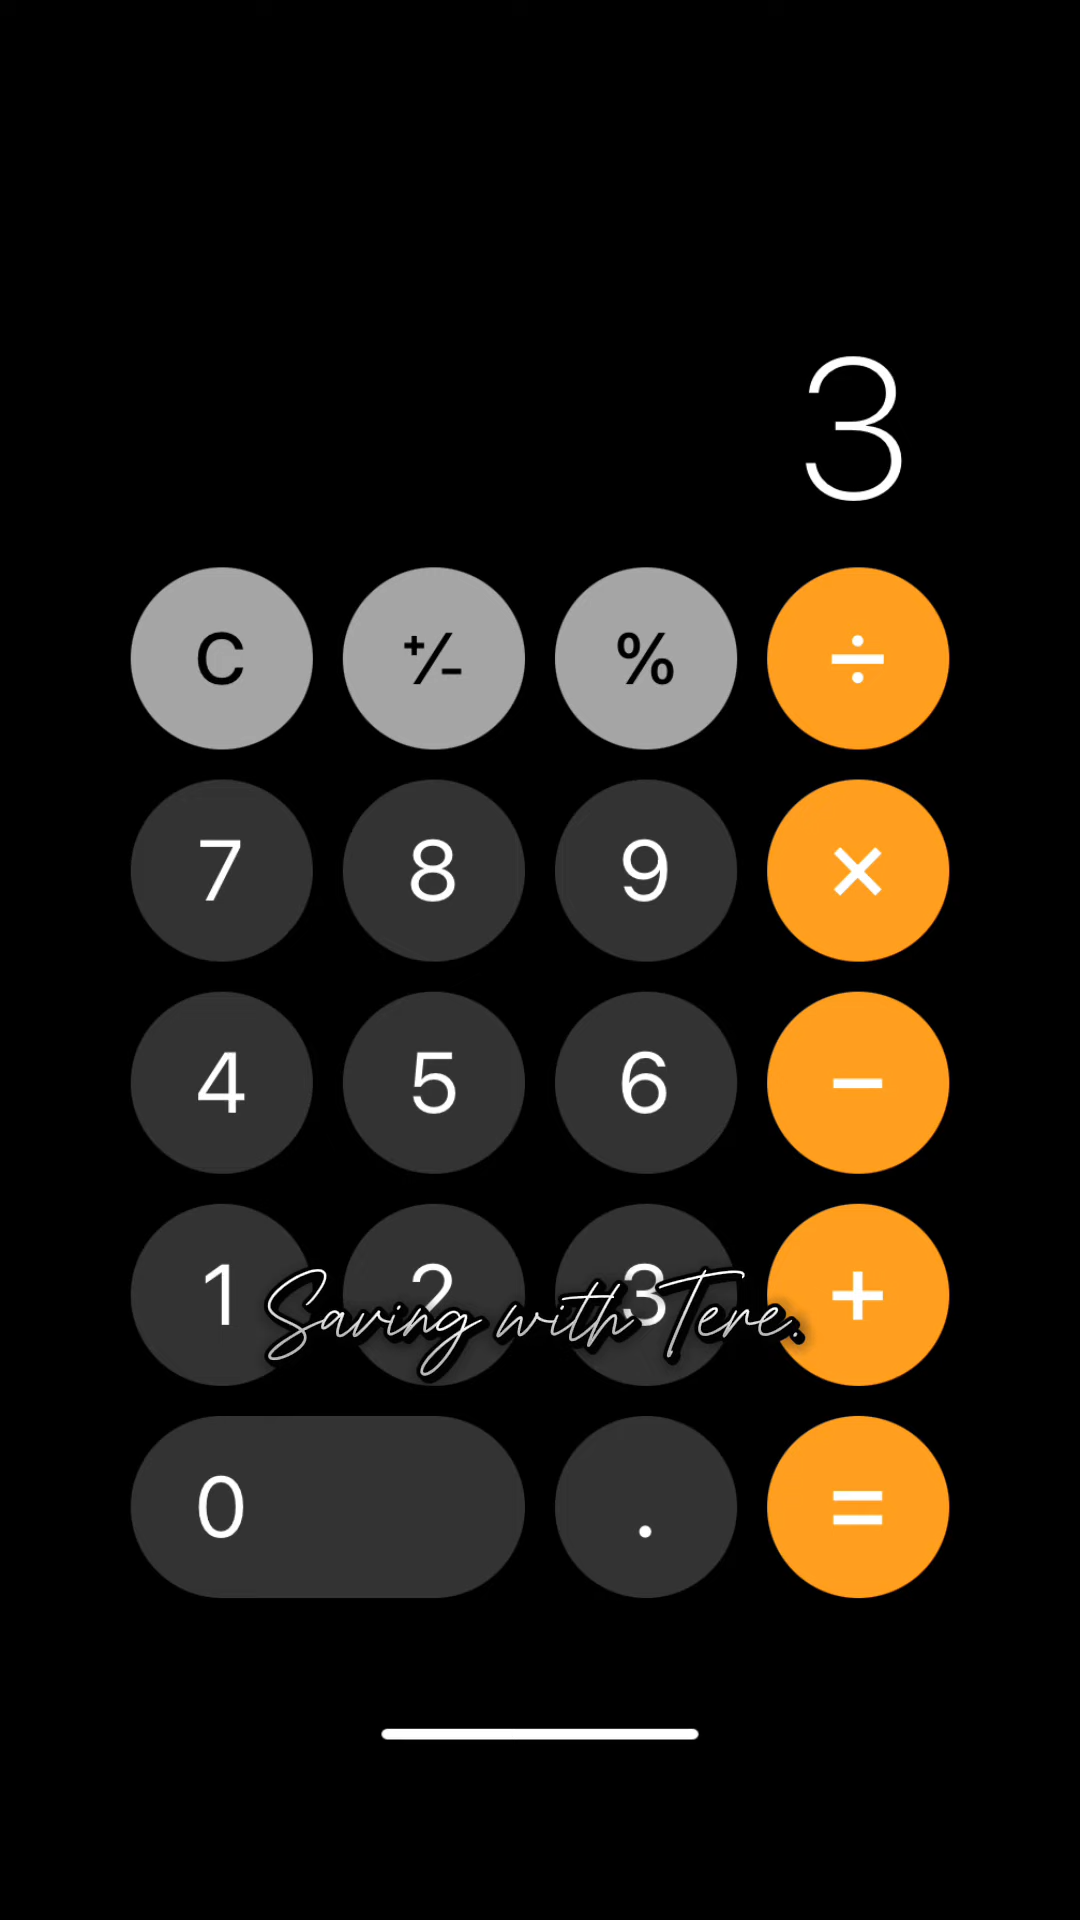 3
C +/- % ÷
7 8 9 ×
4 5 6 −
1 2 3 +
Saving with Tere.
0 . =